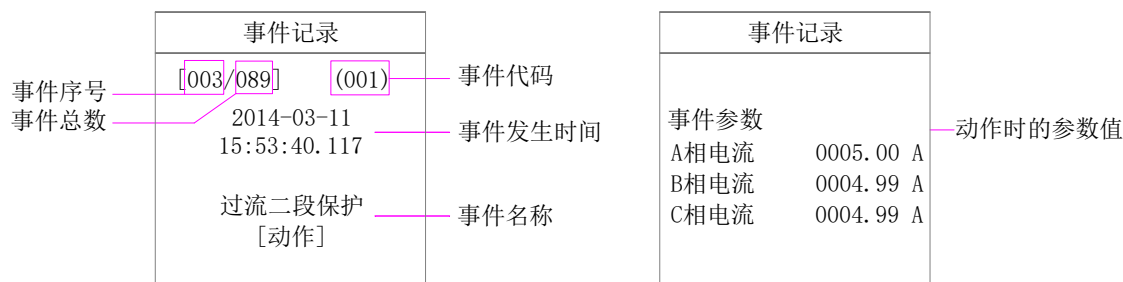 事件记录
[003/089] (001)
事件序号
事件总数
事件代码
2014-03-11
15:53:40.117
事件发生时间
过流二段保护
[动作]
事件名称
事件记录
事件参数
A相电流 0005.00 A
B相电流 0004.99 A
C相电流 0004.99 A
动作时的参数值